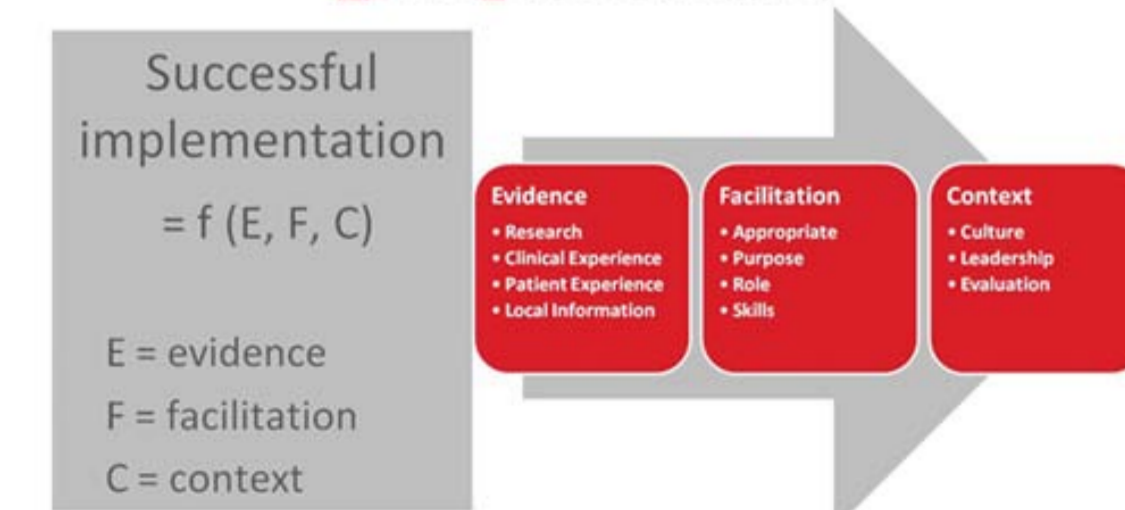 Successful
implementation
= f (E, F, C)
E = evidence
F = facilitation
C = context
Evidence
• Research
• Clinical Experience
• Patient Experience
• Local Information
Facilitation
• Appropriate
• Purpose
• Role
• Skills
Context
• Culture
• Leadership
• Evaluation